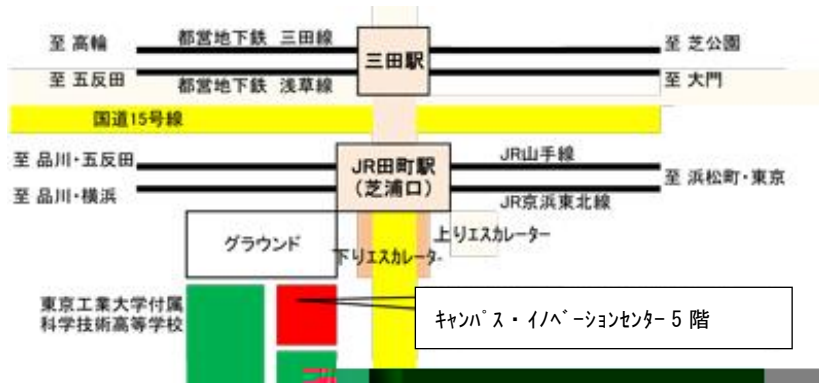 至 高輪
都営地下鉄 三田線
三田駅
至 芝公園
至 五反田
都営地下鉄 浅草線
至 大門
国道15号線
至 品川・五反田
JR田町駅
(芝浦口)
JR山手線
至 浜松町・東京
至 品川・横浜
JR京浜東北線
グラウンド
下りエスカレータ-
上りエスカレーター
東京工業大学付属
科学技術高等学校
ｷｬﾝﾊﾟｽ・ｲﾉﾍﾞｰｼｮﾝｾﾝﾀｰ 5 階